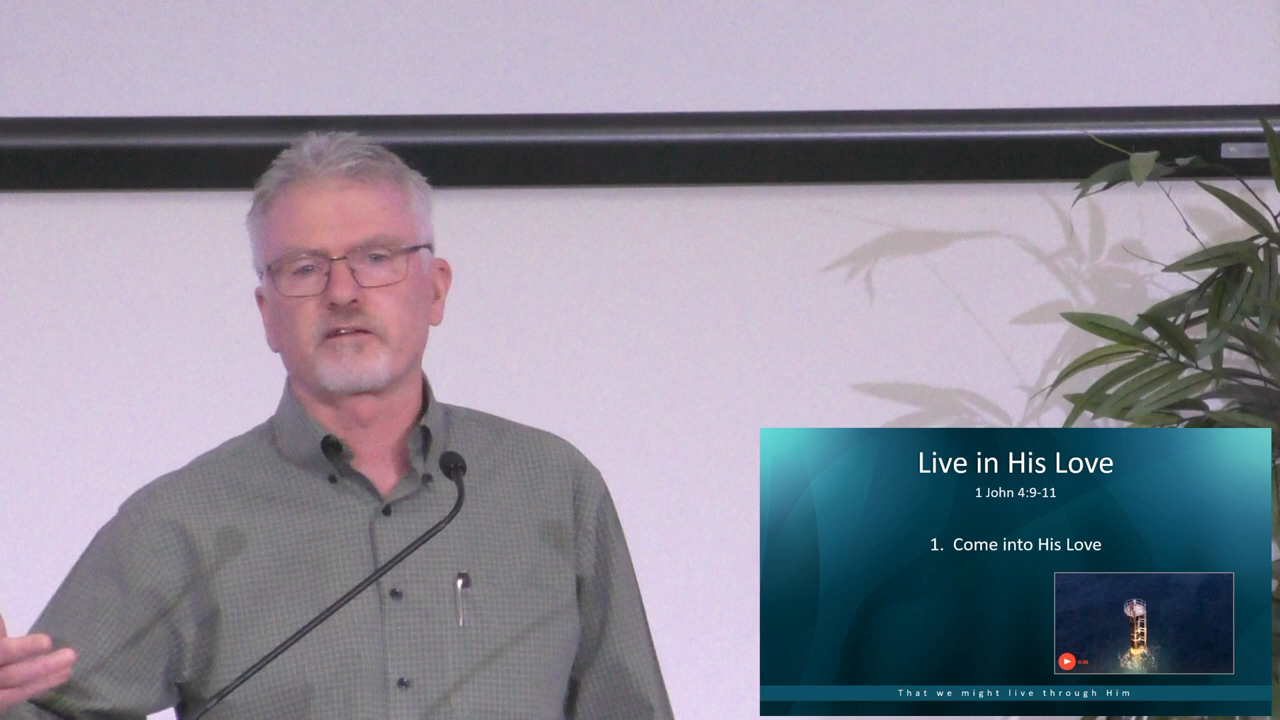 Live in His Love
1 John 4:9-11
1. Come into His Love
That we might live through Him